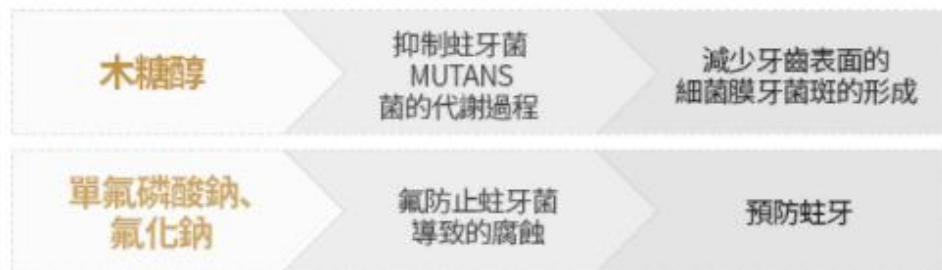 木糖醇
抑制蛀牙菌
MUTANS
菌的代謝過程
減少牙齒表面的
細菌膜牙菌斑的形成
單氟磷酸鈉、
氟化鈉
氟防止蛀牙菌
導致的腐蝕
預防蛀牙